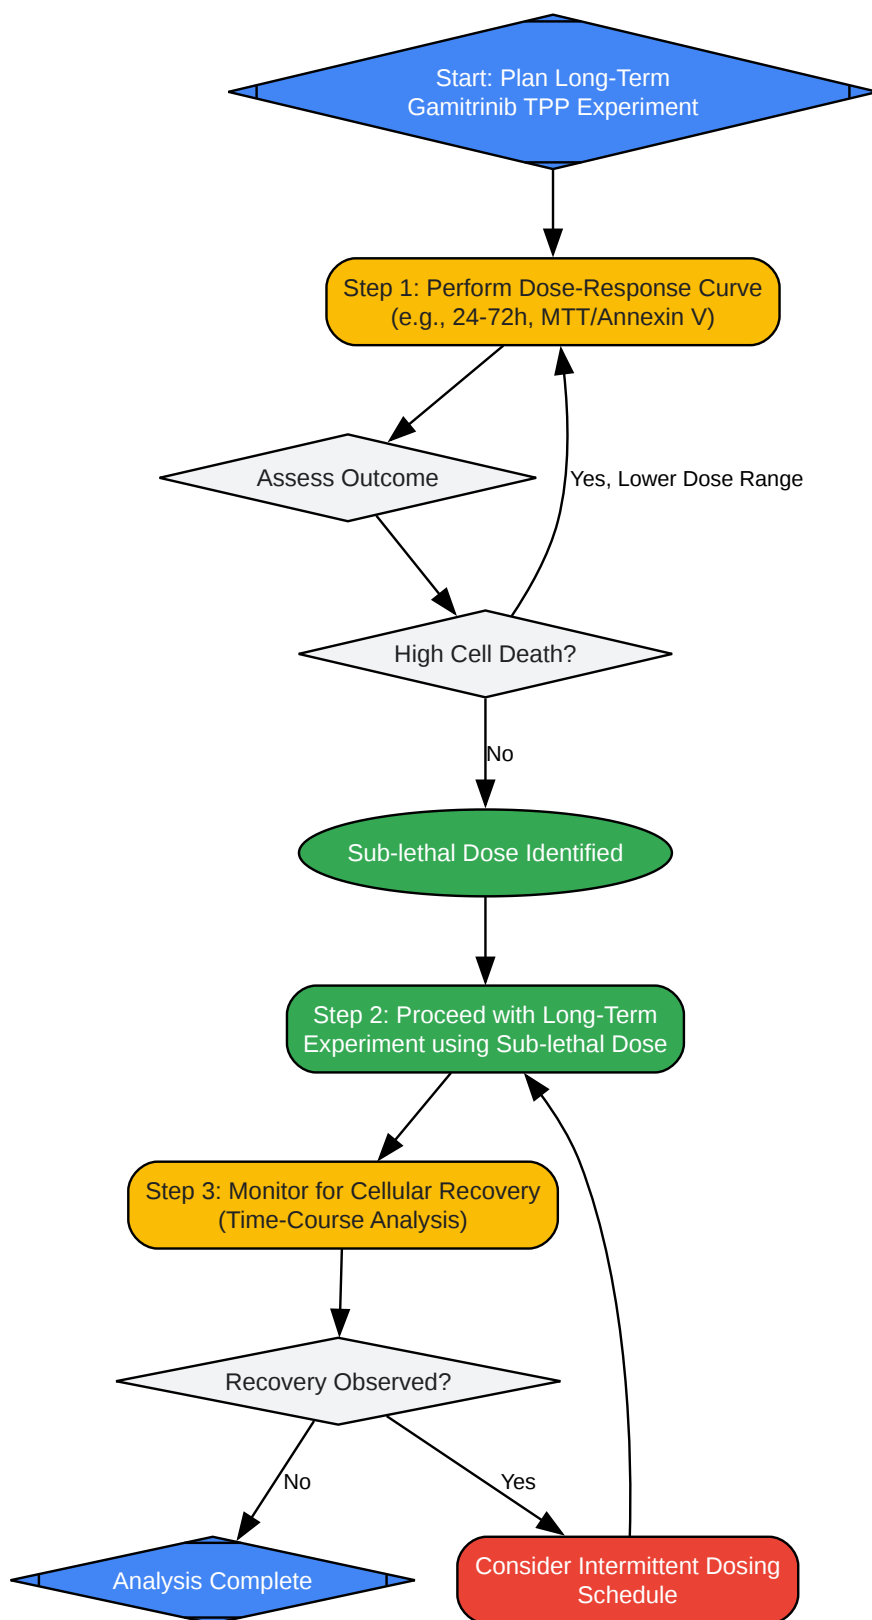 Start: Plan Long-Term
Gamitrinib TPP Experiment
Step 1: Perform Dose-Response Curve
(e.g., 24-72h, MTT/Annexin V)
Assess Outcome
Yes, Lower Dose Range
High Cell Death?
No
Sub-lethal Dose Identified
Step 2: Proceed with Long-Term
Experiment using Sub-lethal Dose
Step 3: Monitor for Cellular Recovery
(Time-Course Analysis)
Recovery Observed?
No
Yes
Analysis Complete
Consider Intermittent Dosing
Schedule